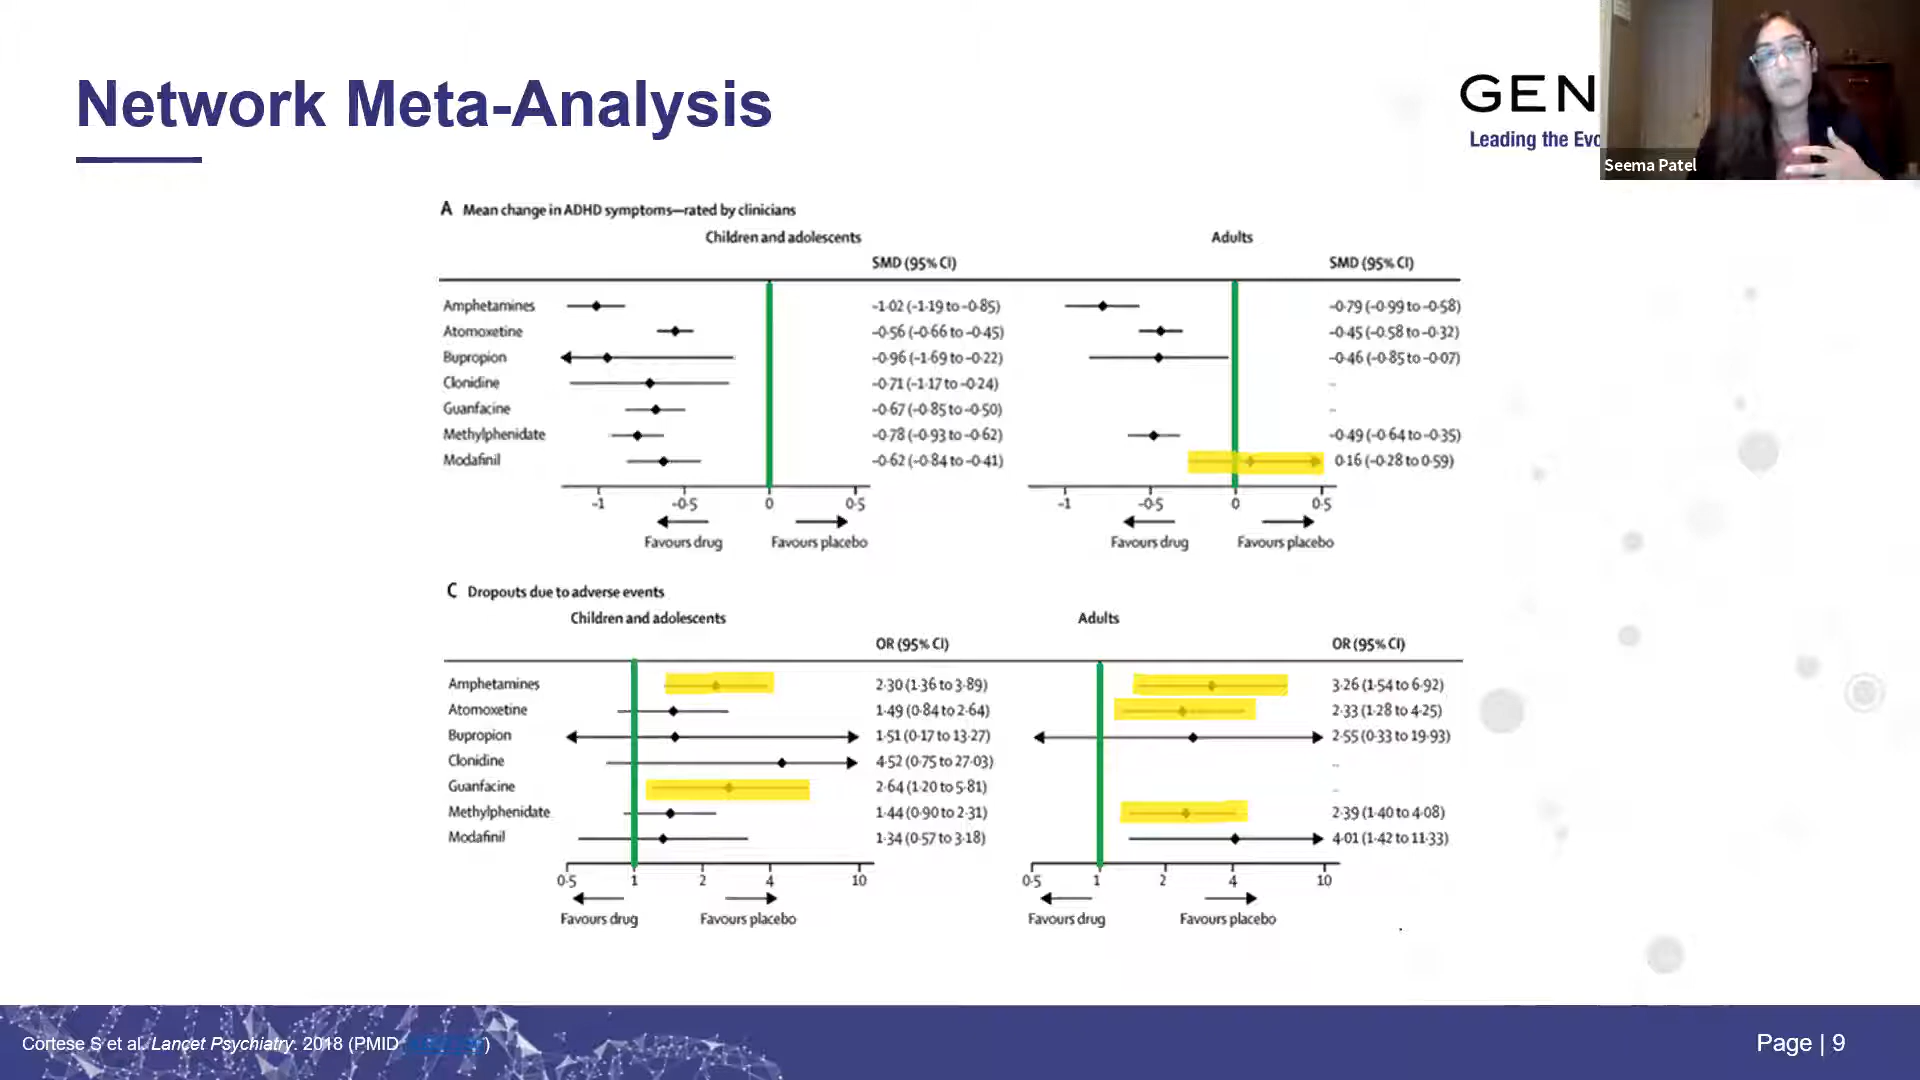 Network Meta-Analysis
GEN
Leading the Evo
Seema Patel
A Mean change in ADHD symptoms—rated by clinicians
Children and adolescents Adults
SMD (95% CI) SMD (95% CI)
Amphetamines -1·02 (-1·19 to -0·85) -0·79 (-0·99 to -0·58)
Atomoxetine -0·56 (-0·66 to -0·45) -0·45 (-0·58 to -0·32)
Bupropion -0·96 (-1·69 to -0·22) -0·46 (-0·85 to -0·07)
Clonidine -0·71 (-1·17 to -0·24) ..
Guanfacine -0·67 (-0·85 to -0·50) ..
Methylphenidate -0·78 (-0·93 to -0·62) -0·49 (-0·64 to -0·35)
Modafinil -0·62 (-0·84 to -0·41) 0·16 (-0·28 to 0·59)
-1 -0·5 0 0·5 -1 -0·5 0 0·5
Favours drug Favours placebo Favours drug Favours placebo
C Dropouts due to adverse events
Children and adolescents Adults
OR (95% CI) OR (95% CI)
Amphetamines 2·30 (1·36 to 3·89) 3·26 (1·54 to 6·92)
Atomoxetine 1·49 (0·84 to 2·64) 2·33 (1·28 to 4·25)
Bupropion 1·51 (0·17 to 13·27) 2·55 (0·33 to 19·93)
Clonidine 4·52 (0·75 to 27·03) ..
Guanfacine 2·64 (1·20 to 5·81) ..
Methylphenidate 1·44 (0·90 to 2·31) 2·39 (1·40 to 4·08)
Modafinil 1·34 (0·57 to 3·18) 4·01 (1·42 to 11·33)
0·5 1 2 4 10 0·5 1 2 4 10
Favours drug Favours placebo Favours drug Favours placebo
Cortese S et al. Lancet Psychiatry. 2018 (PMID )
Page | 9